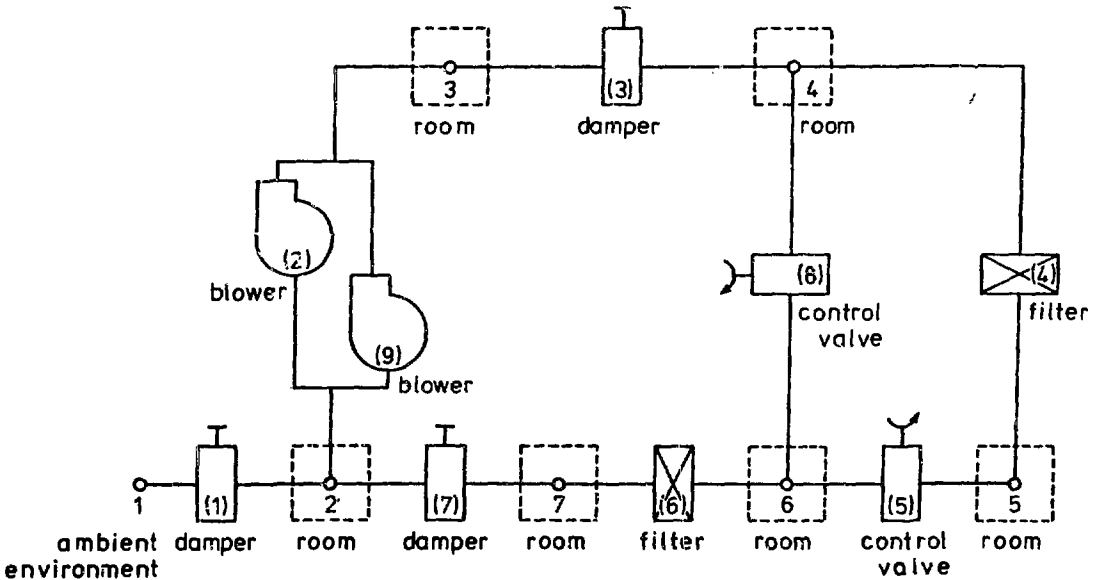 3
(3)
4
room
damper
room
(2)
blower
(8)
control
valve
(4)
filter
(9)
blower
1
(1)
2
(7)
7
(6)
6
(5)
5
ambient
environment
damper
room
damper
room
filter
room
control
valve
room